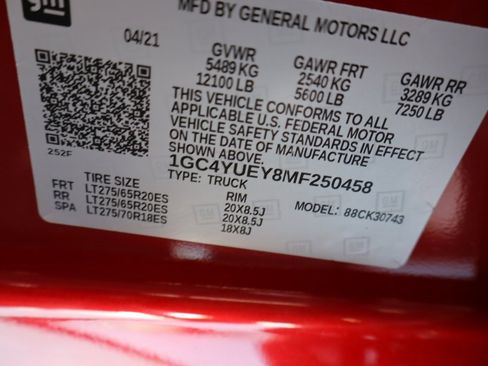 MFD BY GENERAL MOTORS LLC
04/21
GVWR GAWR FRT GAWR RR
5489 KG 2540 KG 3289 KG
12100 LB 5600 LB 7250 LB
THIS VEHICLE CONFORMS TO ALL
APPLICABLE U.S. FEDERAL MOTOR
VEHICLE SAFETY STANDARDS IN EFFECT
ON THE DATE OF MANUFACTURE
SHOWN ABOVE.
252F
1GC4YUEY8MF250458
TYPE: TRUCK
MODEL: 88CK30743
TIRE SIZE RIM
FRT LT275/65R20ES 20X8.5J
RR LT275/65R20ES 20X8.5J
SPA LT275/70R18ES 18X8J